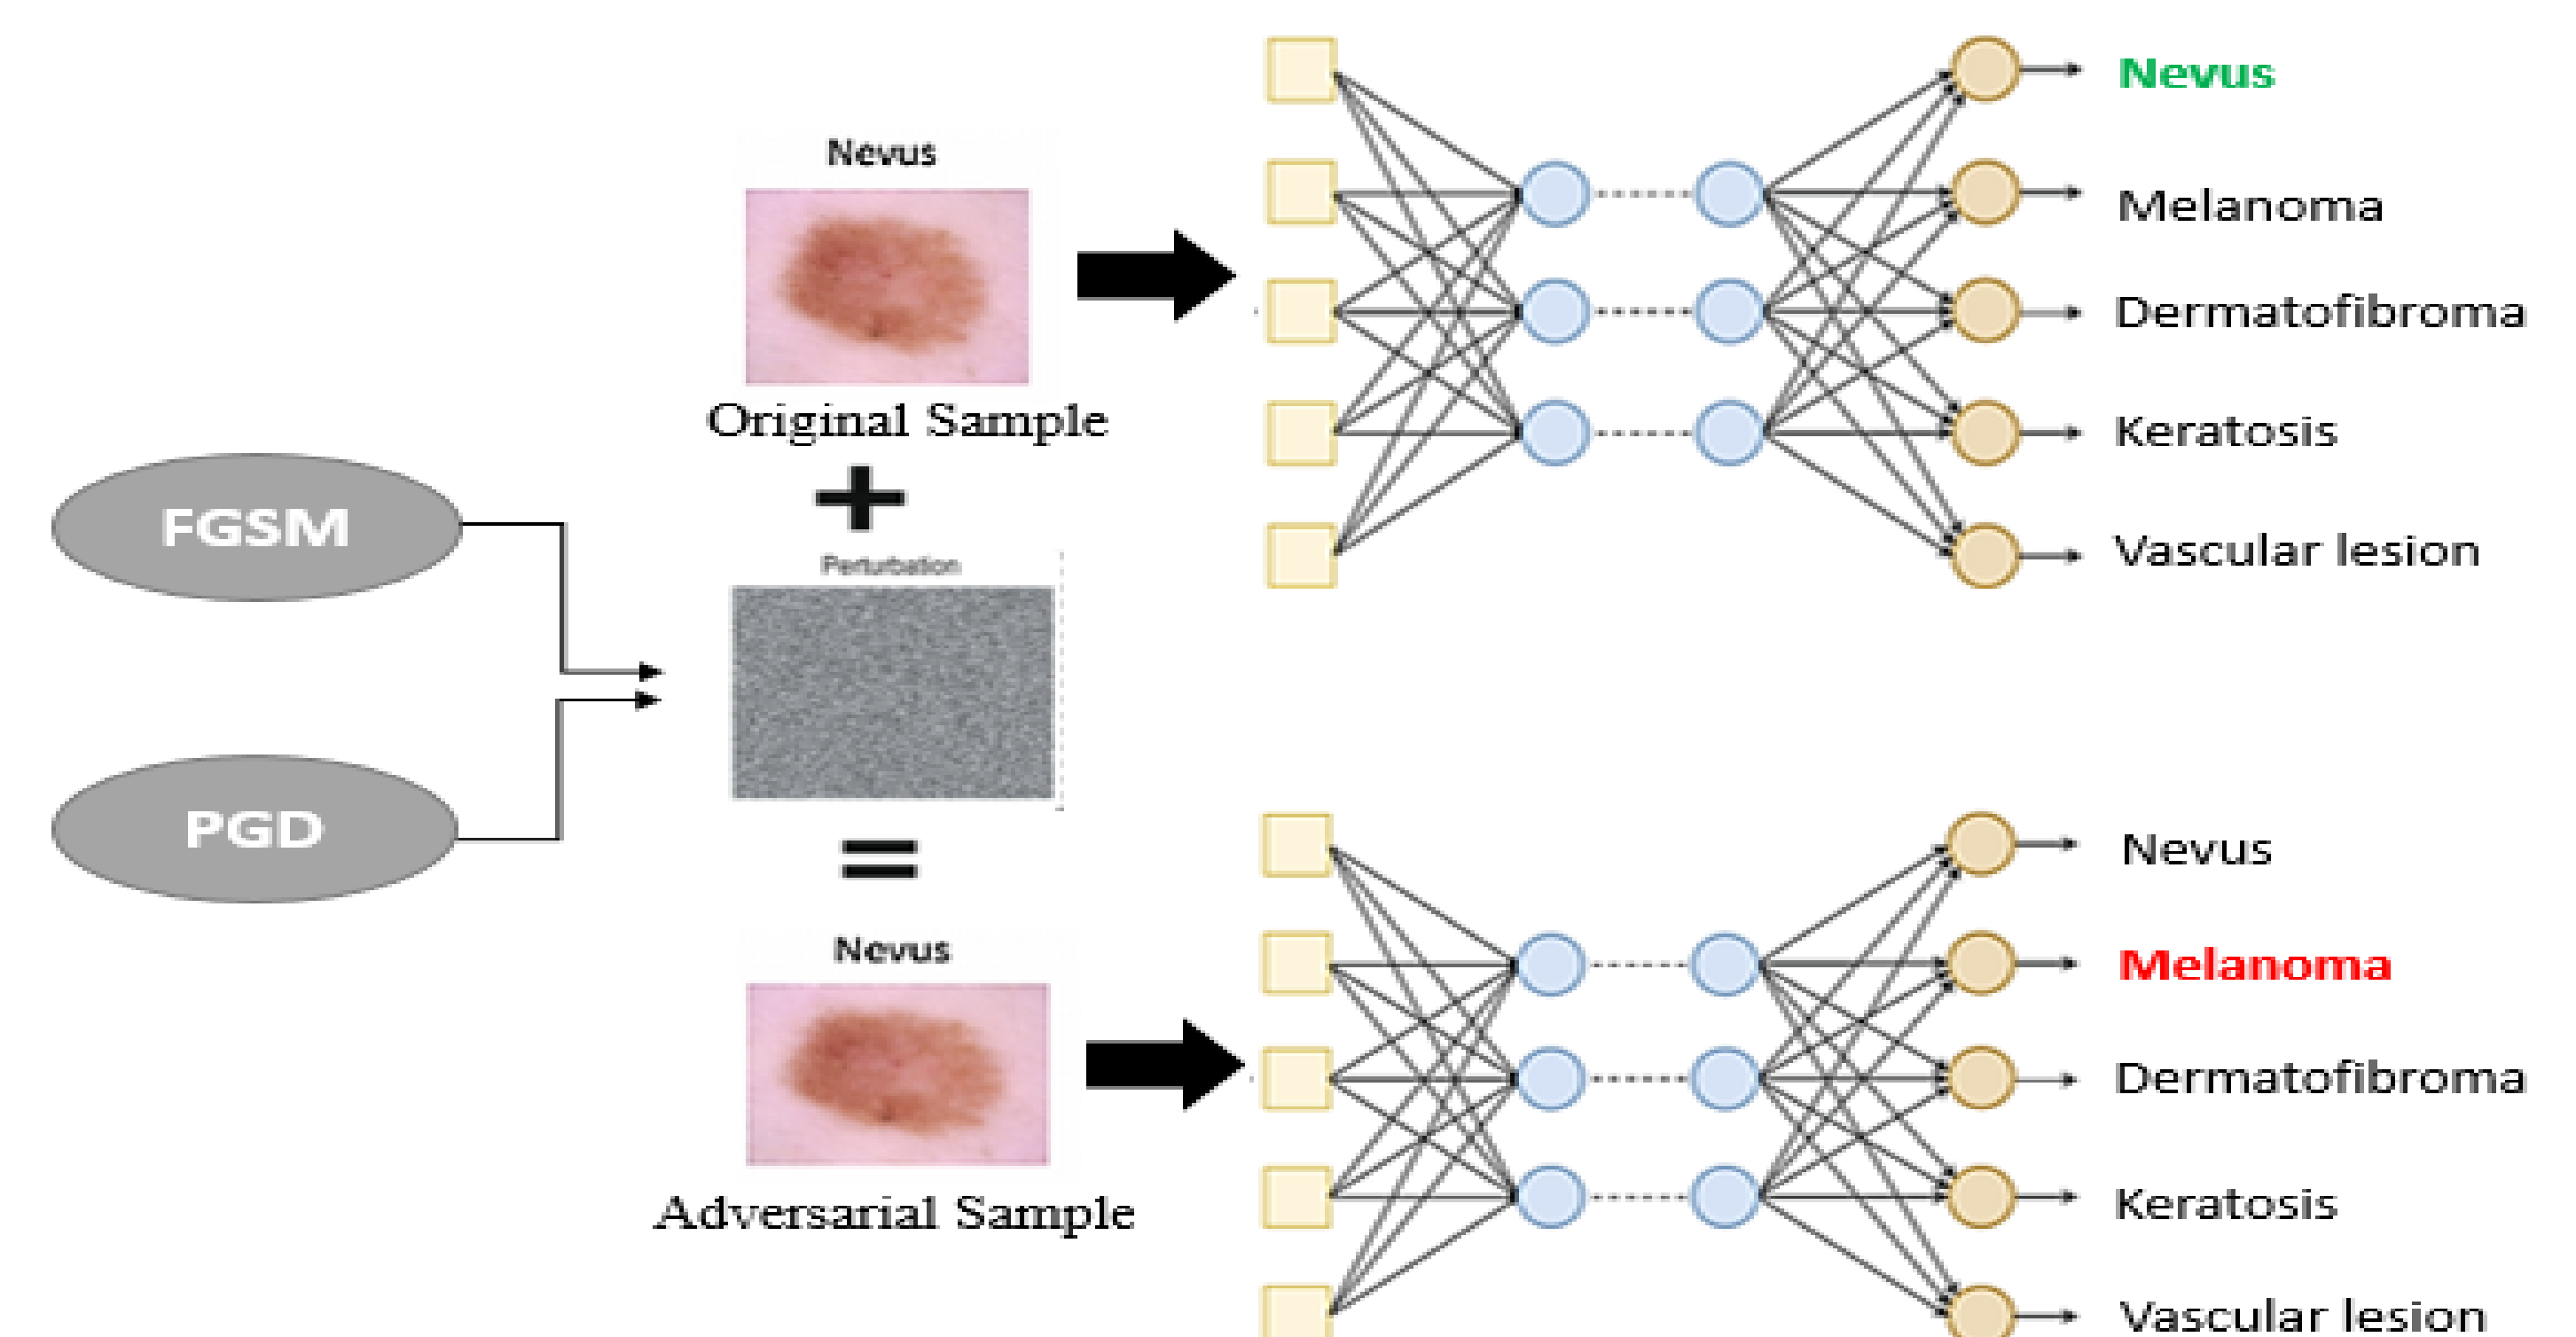 FGSM
PGD
Nevus
Original Sample
+
Perturbation
=
Nevus
Adversarial Sample
Nevus
Melanoma
Dermatofibroma
Keratosis
Vascular lesion
Nevus
Melanoma
Dermatofibroma
Keratosis
Vascular lesion